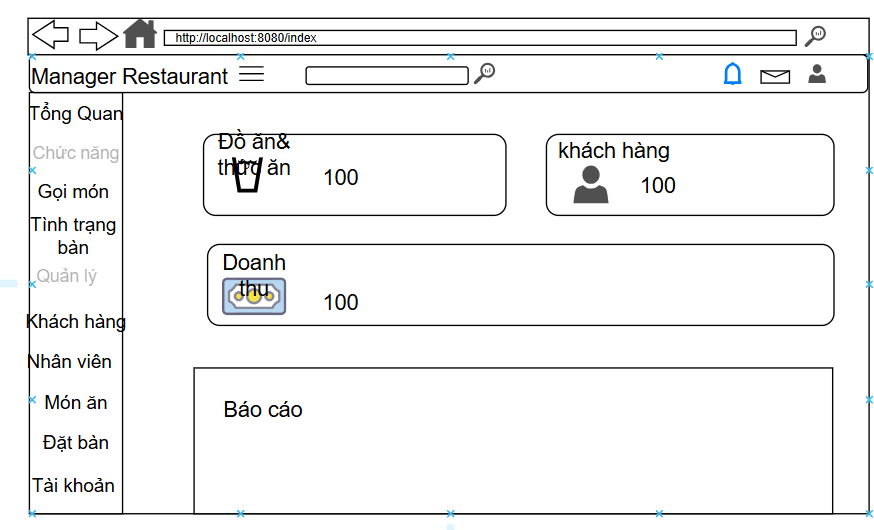 http://localhost:8080/index
Manager Restaurant
Tổng Quan
Chức năng
Gọi món
Tình trạng
bàn
Quản lý
Khách hàng
Nhân viên
Món ăn
Đặt bàn
Tài khoản
Đồ ăn&
thức ăn
100
khách hàng
100
Doanh
thu
100
Báo cáo